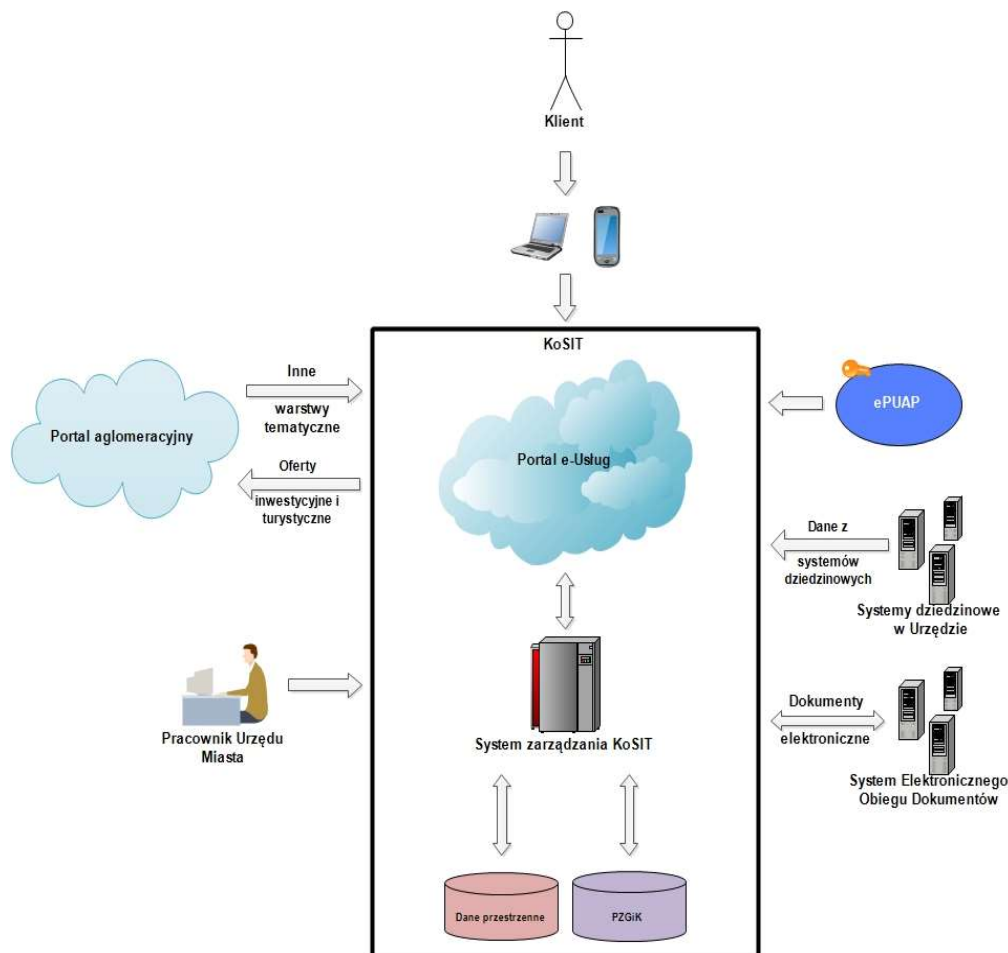 Klient
KoSIT
Inne
warstwy
tematyczne
Portal aglomeracyjny
Oferty
inwestycyjne i
turystyczne
Portal e-Usług
ePUAP
Dane z
systemów
dziedzinowych
Systemy dziedzinowe
w Urzędzie
Pracownik Urzędu
Miasta
System zarządzania KoSIT
Dokumenty
elektroniczne
System Elektronicznego
Obiegu Dokumentów
Dane przestrzenne
PZGiK